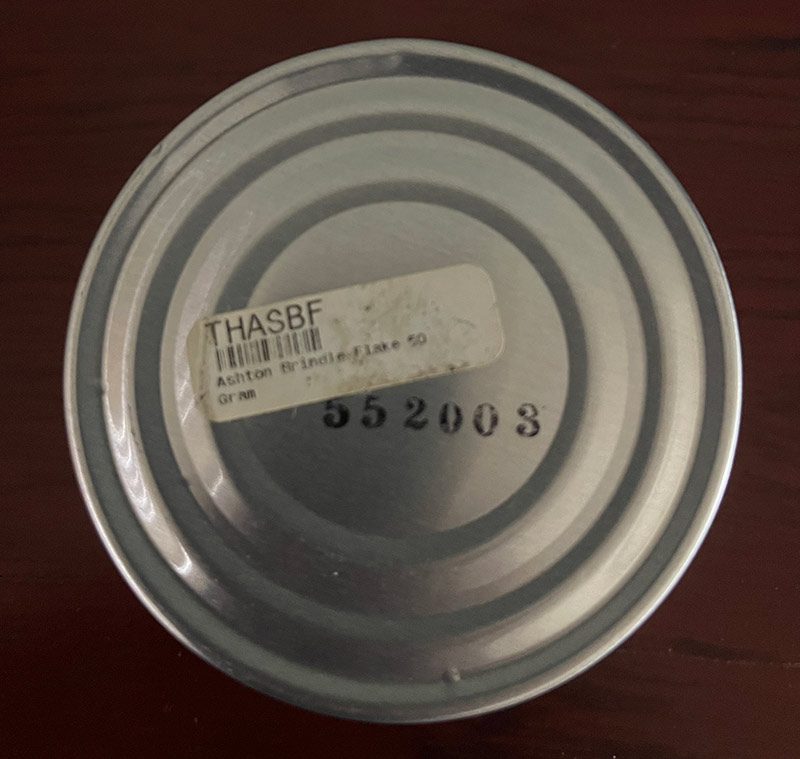 THASBF
Ashton Brindle Flake 50
Gram
552003